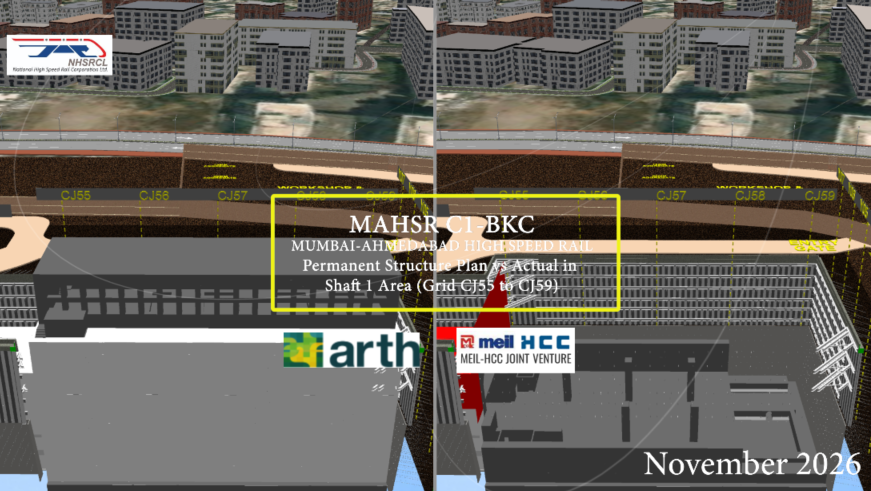 NHSRCL
National High Speed Rail Corporation Ltd.
CJ55 CJ56 CJ57
CJ55 CJ56 CJ57 CJ58 CJ59
MAHSR C1-BKC
MUMBAI-AHMEDABAD HIGH SPEED RAIL
Permanent Structure Plan vs Actual in
Shaft 1 Area (Grid CJ55 to CJ59)
arth
meil HCC
MEIL-HCC JOINT VENTURE
November 2026